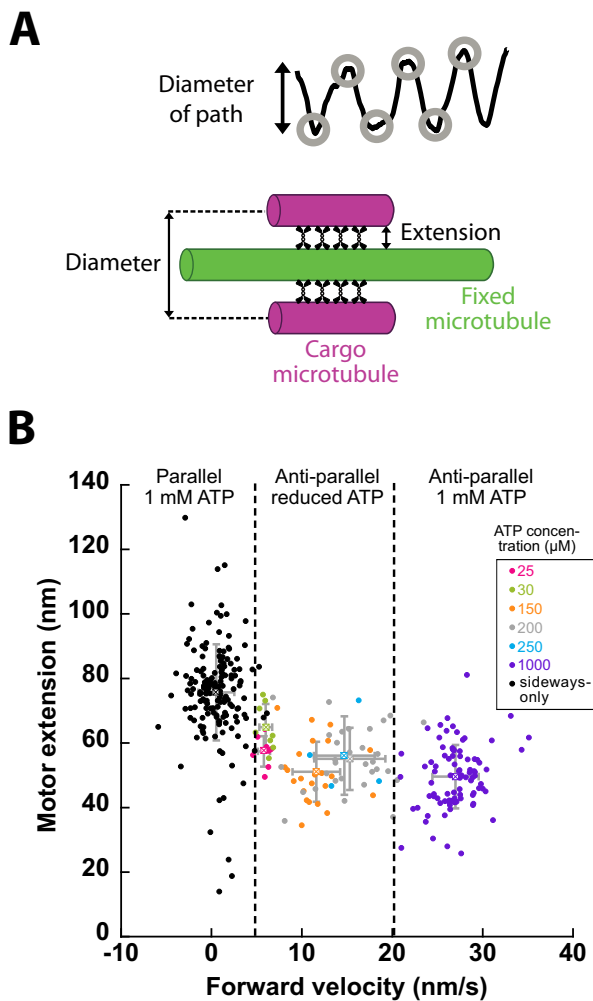 A
Diameter
of path
Extension
Diameter
Fixed
microtubule
Cargo
microtubule
B
Parallel
1 mM ATP
Anti-parallel
reduced ATP
Anti-parallel
1 mM ATP
ATP concen-
tration (µM)
25
30
150
200
250
1000
sideways-
only
Motor extension (nm)
140
120
100
80
60
40
20
0
-10
0
10
20
30
40
Forward velocity (nm/s)